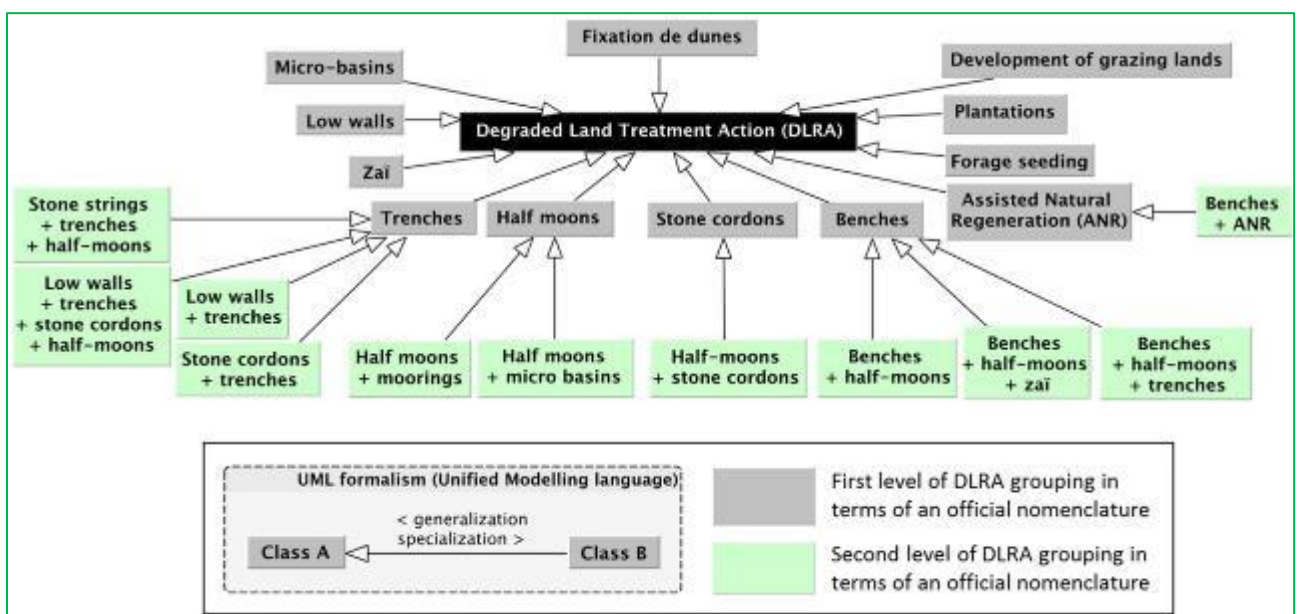 Fixation de dunes
Micro-basins
Development of grazing lands
Low walls
Degraded Land Treatment Action (DLRA)
Plantations
Zaï
Forage seeding
Stone strings
+ trenches
+ half-moons
Trenches
Half moons
Stone cordons
Benches
Assisted Natural
Regeneration (ANR)
Benches
+ ANR
Low walls
+ trenches
+ stone cordons
+ half-moons
Low walls
+ trenches
Stone cordons
+ trenches
Half moons
+ moorings
Half moons
+ micro basins
Half-moons
+ stone cordons
Benches
+ half-moons
Benches
+ half-moons
+ zaï
Benches
+ half-moons
+ trenches
UML formalism (Unified Modelling language)
< generalization
specialization >
Class A
Class B
First level of DLRA grouping in
terms of an official nomenclature
Second level of DLRA grouping in
terms of an official nomenclature